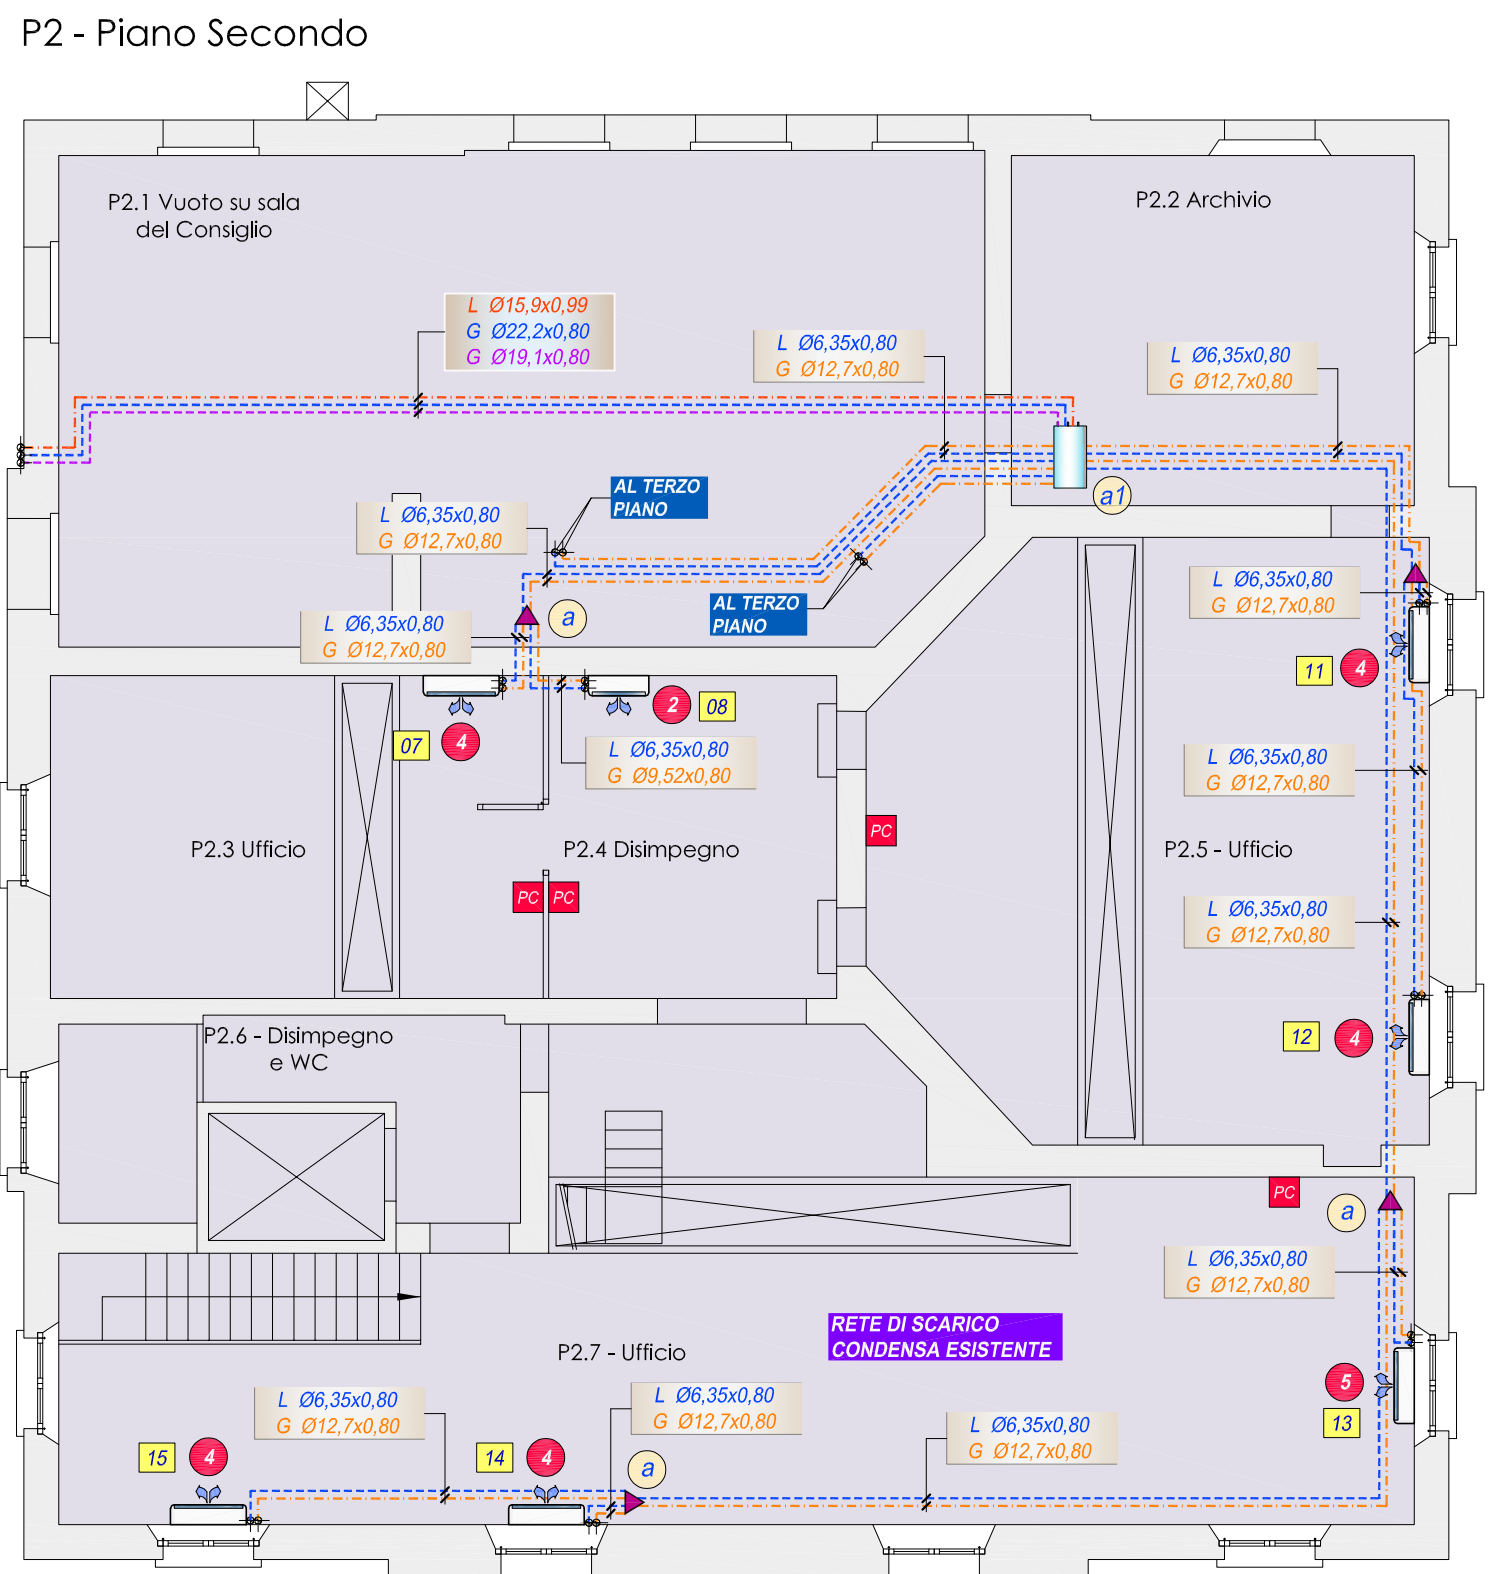 P2 - Piano Secondo
P2.1 Vuoto su sala
del Consiglio
P2.2 Archivio
L Ø15,9x0,99
G Ø22,2x0,80
G Ø19,1x0,80
L Ø6,35x0,80
G Ø12,7x0,80
L Ø6,35x0,80
G Ø12,7x0,80
AL TERZO
PIANO
a1
L Ø6,35x0,80
G Ø12,7x0,80
L Ø6,35x0,80
G Ø12,7x0,80
AL TERZO
PIANO
a
L Ø6,35x0,80
G Ø12,7x0,80
11
4
2
08
07
4
L Ø6,35x0,80
G Ø9,52x0,80
L Ø6,35x0,80
G Ø12,7x0,80
PC
P2.3 Ufficio
P2.4 Disimpegno
P2.5 - Ufficio
PC
PC
L Ø6,35x0,80
G Ø12,7x0,80
P2.6 - Disimpegno
e WC
12
4
PC
a
L Ø6,35x0,80
G Ø12,7x0,80
RETE DI SCARICO
CONDENSA ESISTENTE
P2.7 - Ufficio
5
13
L Ø6,35x0,80
G Ø12,7x0,80
L Ø6,35x0,80
G Ø12,7x0,80
L Ø6,35x0,80
G Ø12,7x0,80
15
4
14
4
a